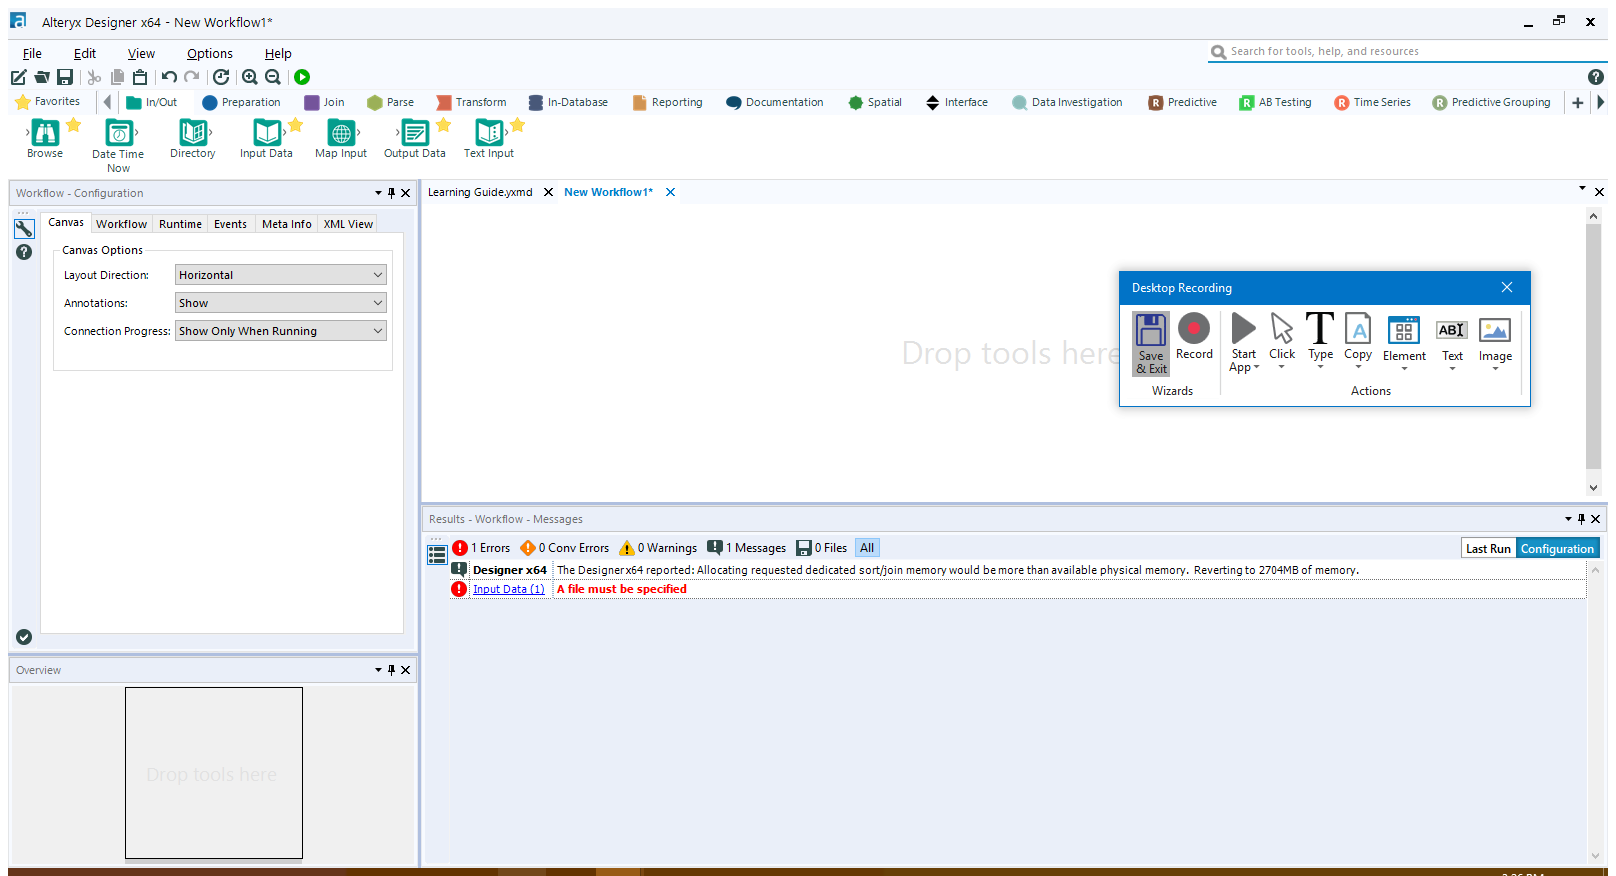 a Alteryx Designer x64 - New Workflow1*
File Edit View Options Help
Search for tools, help, and resources
Favorites In/Out Preparation Join Parse Transform In-Database Reporting Documentation Spatial Interface Data Investigation R Predictive R AB Testing R Time Series R Predictive Grouping
Browse Date Time Now Directory Input Data Map Input Output Data Text Input
Workflow - Configuration
Canvas Workflow Runtime Events Meta Info XML View
Canvas Options
Layout Direction: Horizontal
Annotations: Show
Connection Progress: Show Only When Running
Overview
Drop tools here
Learning Guide.yxmd New Workflow1*
Drop tools here
Desktop Recording
Save & Exit Record Start App Click T Type A Copy Element ABI Text Image
Wizards Actions
Results - Workflow - Messages
1 Errors 0 Conv Errors 0 Warnings 1 Messages 0 Files All Last Run Configuration
Designer x64 The Designer x64 reported: Allocating requested dedicated sort/join memory would be more than available physical memory. Reverting to 2704MB of memory.
Input Data (1) A file must be specified